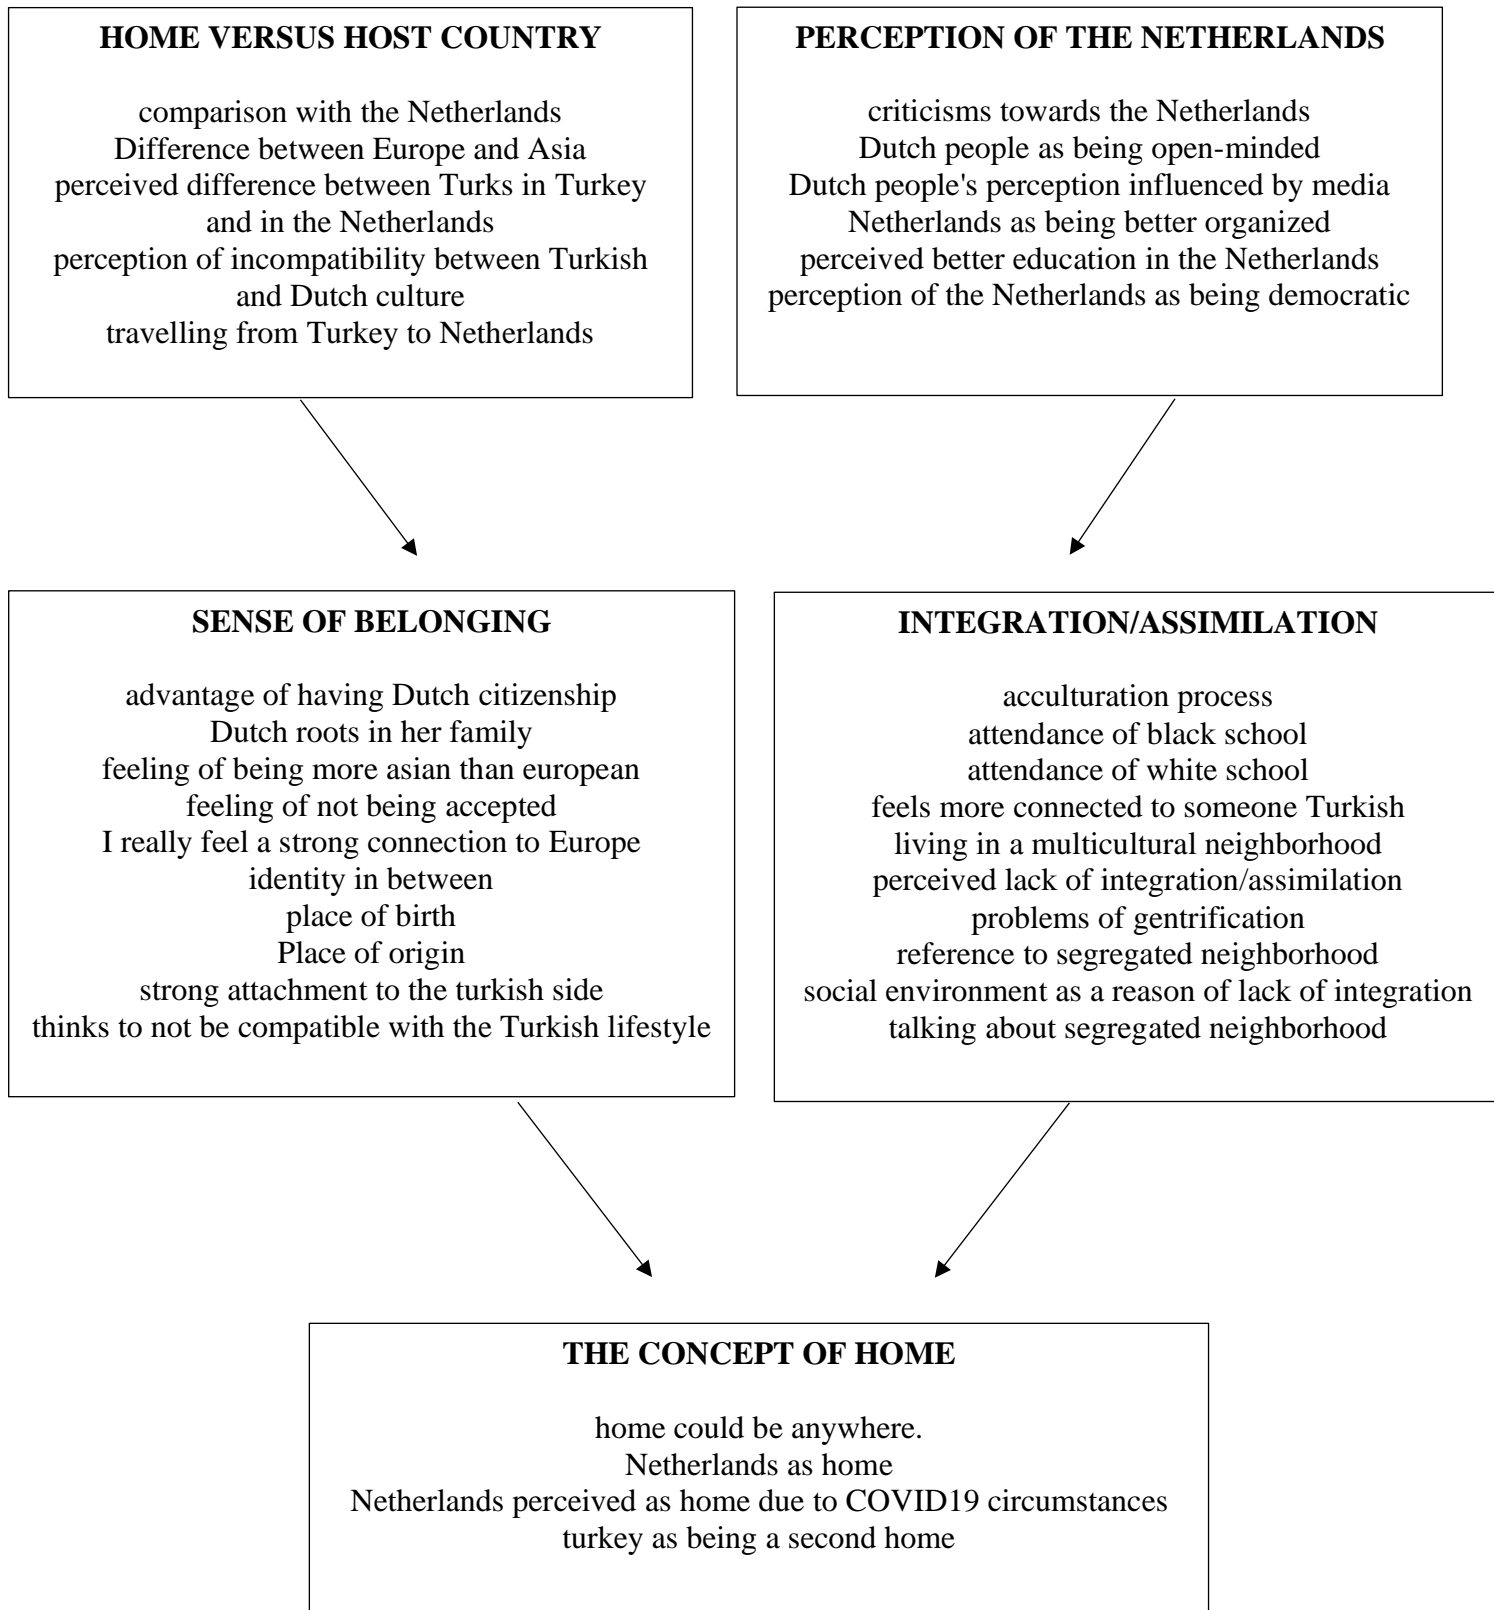 HOME VERSUS HOST COUNTRY
comparison with the Netherlands
Difference between Europe and Asia
perceived difference between Turks in Turkey
and in the Netherlands
perception of incompatibility between Turkish
and Dutch culture
travelling from Turkey to Netherlands
PERCEPTION OF THE NETHERLANDS
criticisms towards the Netherlands
Dutch people as being open-minded
Dutch people's perception influenced by media
Netherlands as being better organized
perceived better education in the Netherlands
perception of the Netherlands as being democratic
SENSE OF BELONGING
advantage of having Dutch citizenship
Dutch roots in her family
feeling of being more asian than european
feeling of not being accepted
I really feel a strong connection to Europe
identity in between
place of birth
Place of origin
strong attachment to the turkish side
thinks to not be compatible with the Turkish lifestyle
INTEGRATION/ASSIMILATION
acculturation process
attendance of black school
attendance of white school
feels more connected to someone Turkish
living in a multicultural neighborhood
perceived lack of integration/assimilation
problems of gentrification
reference to segregated neighborhood
social environment as a reason of lack of integration
talking about segregated neighborhood
THE CONCEPT OF HOME
home could be anywhere.
Netherlands as home
Netherlands perceived as home due to COVID19 circumstances
turkey as being a second home